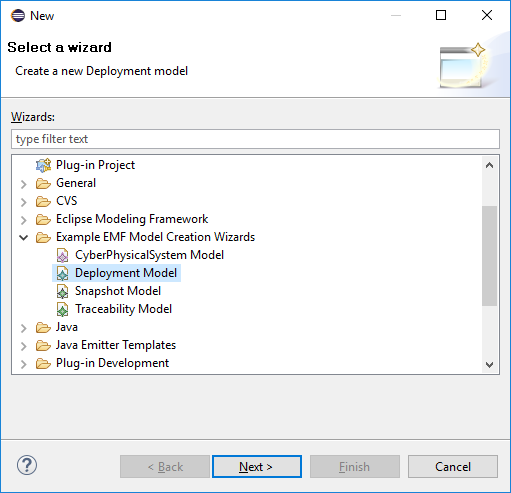 New
Select a wizard
Create a new Deployment model
Wizards:
type filter text
Plug-in Project
General
CVS
Eclipse Modeling Framework
Example EMF Model Creation Wizards
CyberPhysicalSystem Model
Deployment Model
Snapshot Model
Traceability Model
Java
Java Emitter Templates
Plug-in Development
?
< Back
Next >
Finish
Cancel